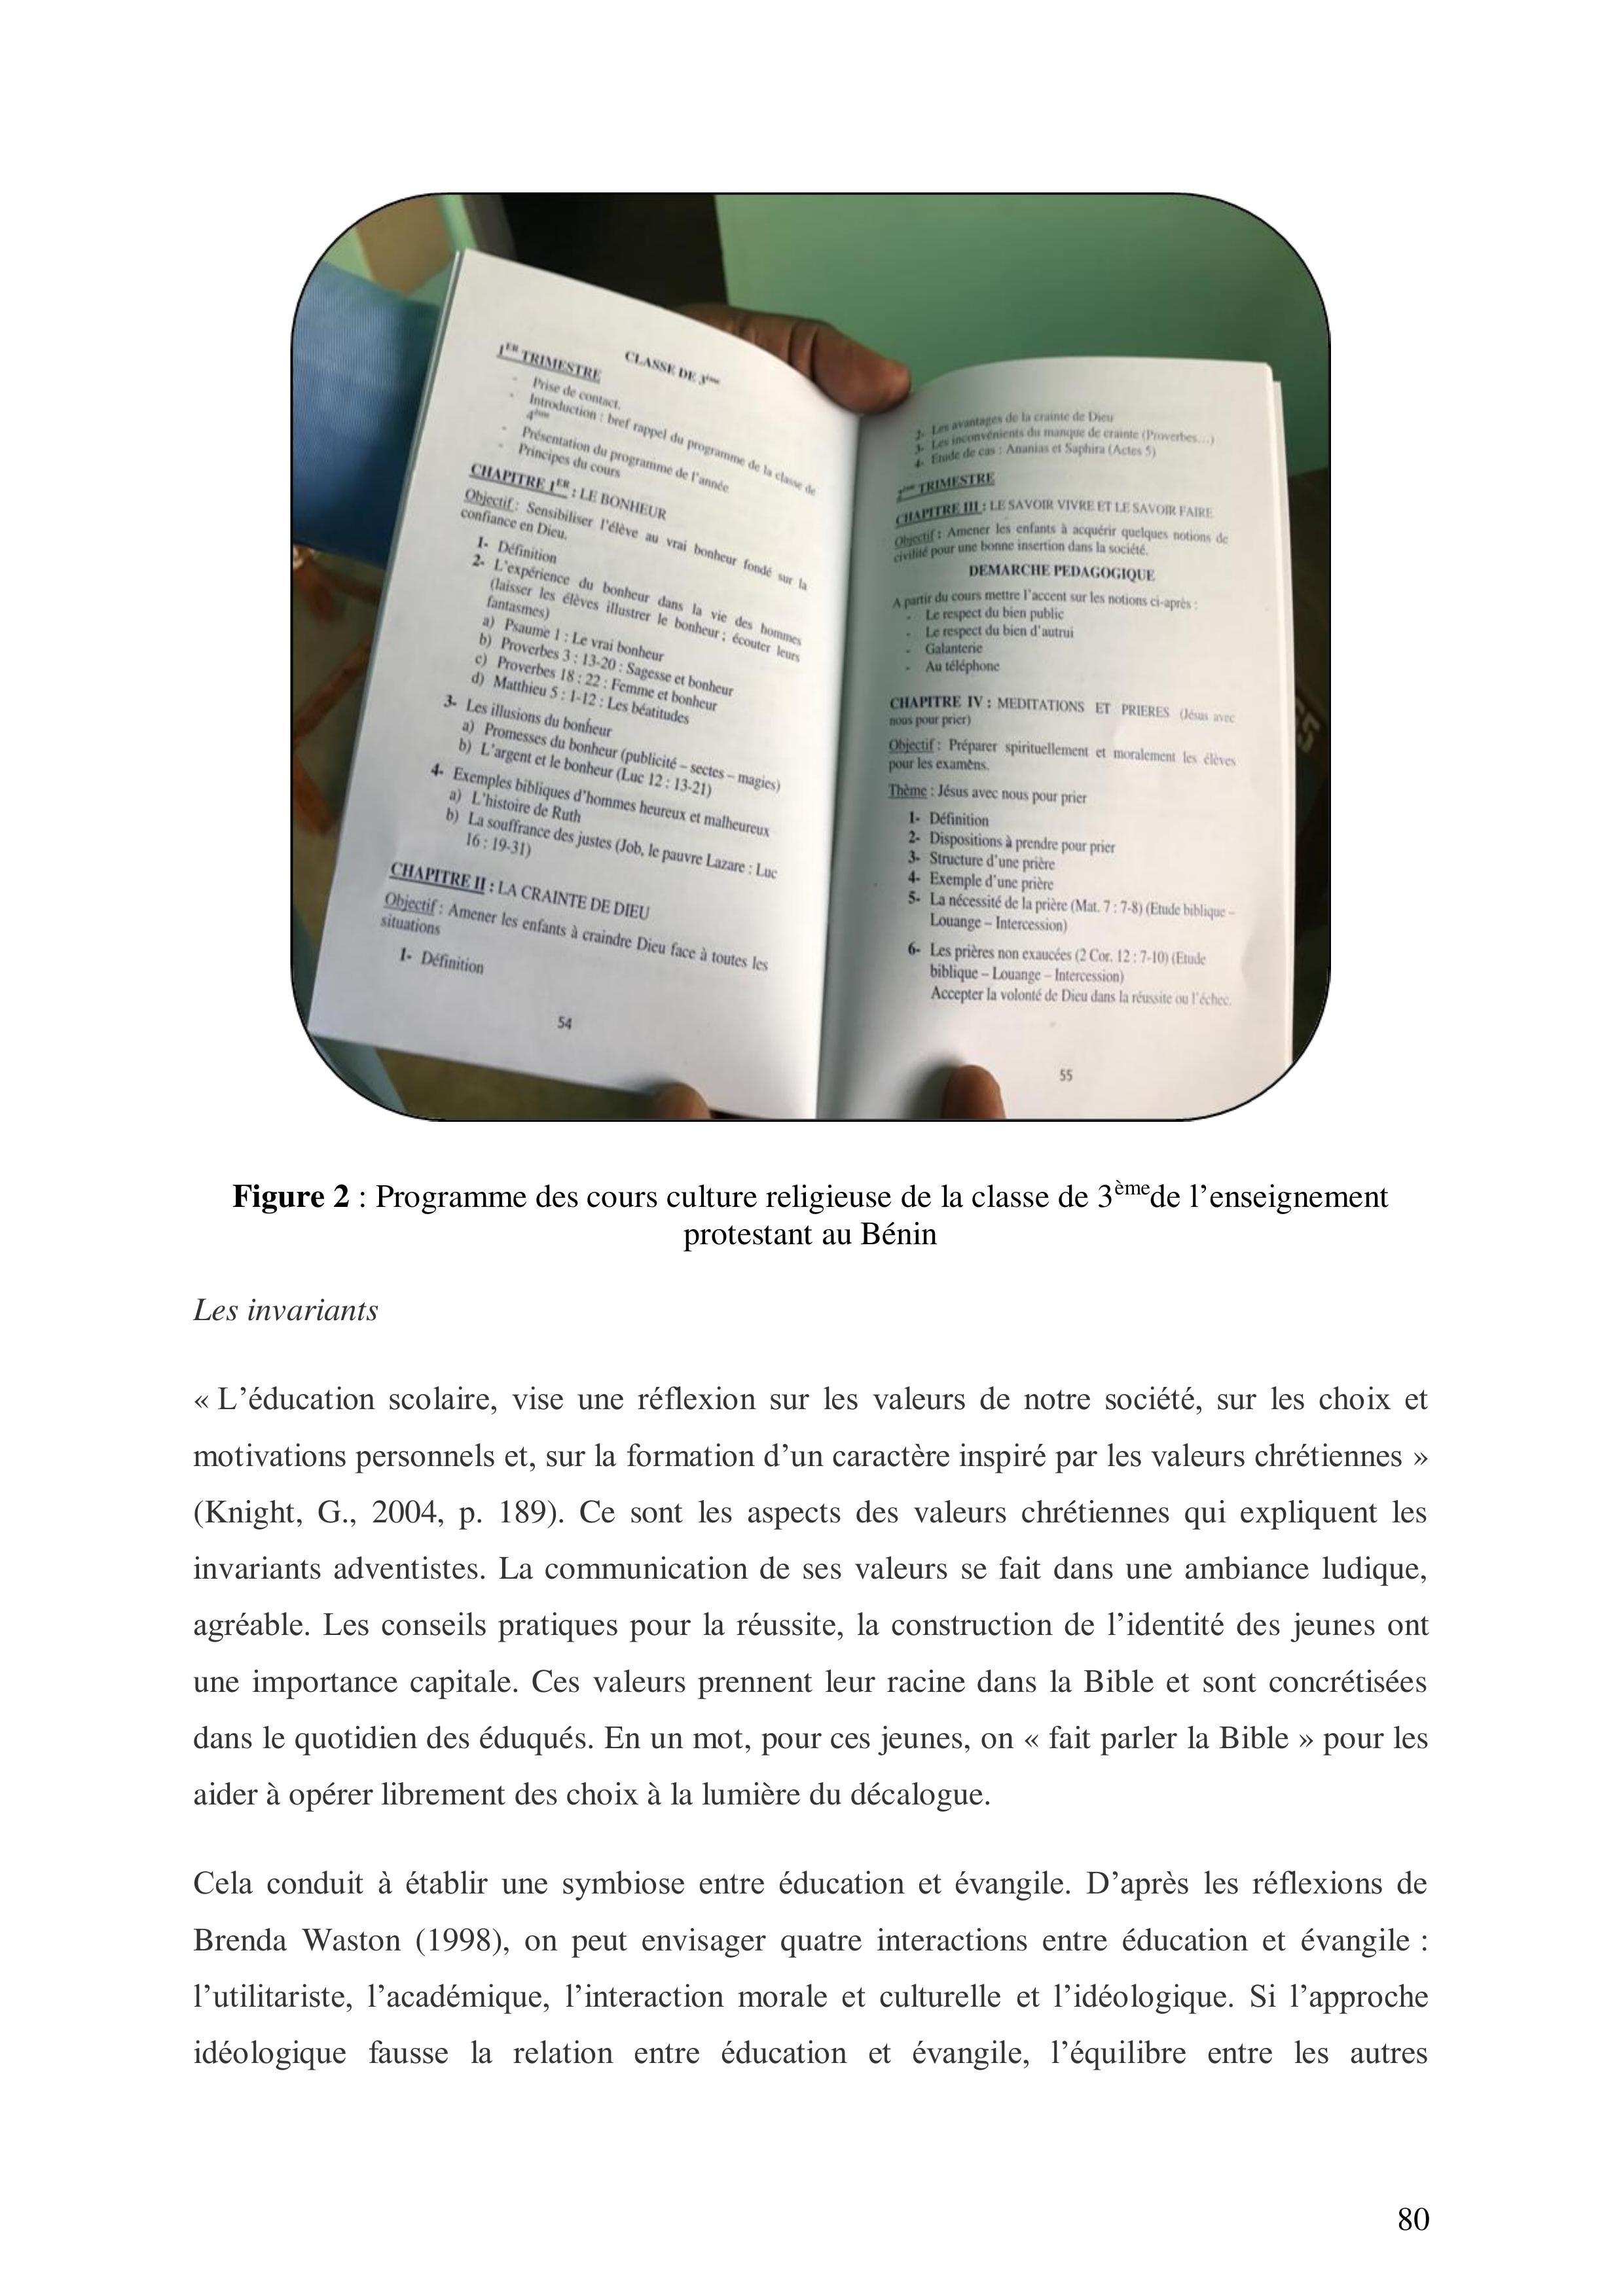 CLASSE DE 3ème
1ER TRIMESTRE
- Prise de contact.
- Introduction : bref rappel du programme de la classe de
4ème
- Présentation du programme de l'année
- Principes du cours
CHAPITRE 1ER : LE BONHEUR
Objectif : Sensibiliser l'élève au vrai bonheur fondé sur la
confiance en Dieu.
1- Définition
2- L'expérience du bonheur dans la vie des hommes
(laisser les élèves illustrer le bonheur ; écouter leurs
fantasmes)
a) Psaume 1 : Le vrai bonheur
b) Proverbes 3 : 13-20 : Sagesse et bonheur
c) Proverbes 18 : 22 : Femme et bonheur
d) Matthieu 5 : 1-12 : Les béatitudes
3- Les illusions du bonheur
a) Promesses du bonheur (publicité – sectes – magies)
b) L'argent et le bonheur (Luc 12 : 13-21)
4- Exemples bibliques d'hommes heureux et malheureux
a) L'histoire de Ruth
b) La souffrance des justes (Job, le pauvre Lazare : Luc
16 : 19-31)
CHAPITRE II : LA CRAINTE DE DIEU
Objectif : Amener les enfants à craindre Dieu face à toutes les
situations
1- Définition
54
2- Les avantages de la crainte de Dieu
3- Les inconvénients du manque de crainte (Proverbes…)
4- Etude de cas : Ananias et Saphira (Actes 5)
2ème TRIMESTRE
CHAPITRE III : LE SAVOIR VIVRE ET LE SAVOIR FAIRE
Objectif : Amener les enfants à acquérir quelques notions de
civilité pour une bonne insertion dans la société.
DEMARCHE PEDAGOGIQUE
A partir du cours mettre l'accent sur les notions ci-après :
- Le respect du bien public
- Le respect du bien d'autrui
- Galanterie
- Au téléphone
CHAPITRE IV : MEDITATIONS ET PRIERES (Jésus avec
nous pour prier)
Objectif : Préparer spirituellement et moralement les élèves
pour les examens.
Thème : Jésus avec nous pour prier
1- Définition
2- Dispositions à prendre pour prier
3- Structure d'une prière
4- Exemple d'une prière
5- La nécessité de la prière (Mat. 7 : 7-8) (Etude biblique –
Louange – Intercession)
6- Les prières non exaucées (2 Cor. 12 : 7-10) (Etude
biblique – Louange – Intercession)
Accepter la volonté de Dieu dans la réussite ou l'échec.
55
Figure 2 : Programme des cours culture religieuse de la classe de 3èmede l'enseignement
protestant au Bénin
Les invariants
« L'éducation scolaire, vise une réflexion sur les valeurs de notre société, sur les choix et
motivations personnels et, sur la formation d'un caractère inspiré par les valeurs chrétiennes »
(Knight, G., 2004, p. 189). Ce sont les aspects des valeurs chrétiennes qui expliquent les
invariants adventistes. La communication de ses valeurs se fait dans une ambiance ludique,
agréable. Les conseils pratiques pour la réussite, la construction de l'identité des jeunes ont
une importance capitale. Ces valeurs prennent leur racine dans la Bible et sont concrétisées
dans le quotidien des éduqués. En un mot, pour ces jeunes, on « fait parler la Bible » pour les
aider à opérer librement des choix à la lumière du décalogue.
Cela conduit à établir une symbiose entre éducation et évangile. D'après les réflexions de
Brenda Waston (1998), on peut envisager quatre interactions entre éducation et évangile :
l'utilitariste, l'académique, l'interaction morale et culturelle et l'idéologique. Si l'approche
idéologique fausse la relation entre éducation et évangile, l'équilibre entre les autres
80